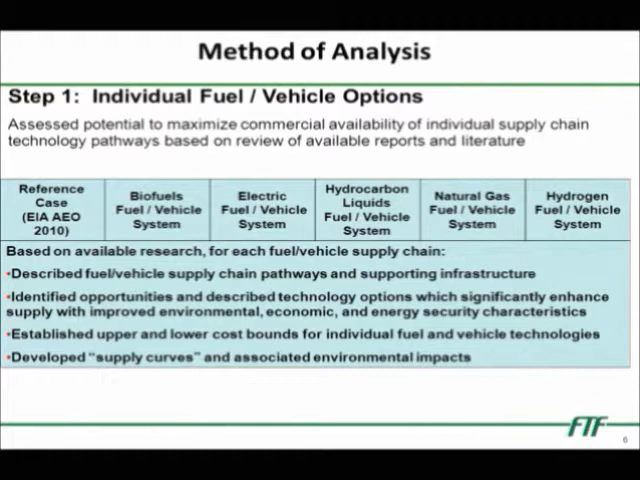 Method of Analysis
Step 1: Individual Fuel / Vehicle Options
Assessed potential to maximize commercial availability of individual supply chain
technology pathways based on review of available reports and literature
Reference
Case
(EIA AEO
2010)
Biofuels
Fuel / Vehicle
System
Electric
Fuel / Vehicle
System
Hydrocarbon
Liquids
Fuel / Vehicle
System
Natural Gas
Fuel / Vehicle
System
Hydrogen
Fuel / Vehicle
System
Based on available research, for each fuel/vehicle supply chain:
•Described fuel/vehicle supply chain pathways and supporting infrastructure
•Identified opportunities and described technology options which significantly enhance
supply with improved environmental, economic, and energy security characteristics
•Established upper and lower cost bounds for individual fuel and vehicle technologies
•Developed “supply curves” and associated environmental impacts
FTF
6